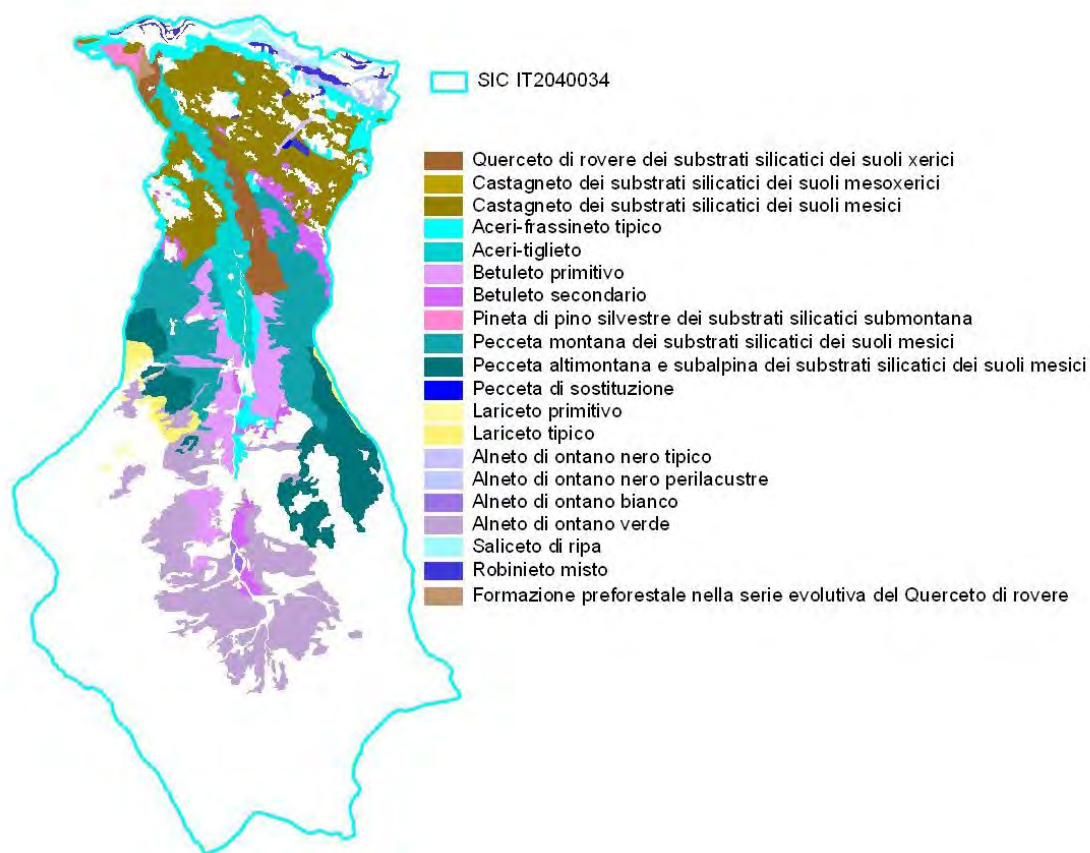 SIC IT2040034
Querceto di rovere dei substrati silicatici dei suoli xerici
Castagneto dei substrati silicatici dei suoli mesoxerici
Castagneto dei substrati silicatici dei suoli mesici
Aceri-frassineto tipico
Aceri-tiglieto
Betuleto primitivo
Betuleto secondario
Pineta di pino silvestre dei substrati silicatici submontana
Pecceta montana dei substrati silicatici dei suoli mesici
Pecceta altimontana e subalpina dei substrati silicatici dei suoli mesici
Pecceta di sostituzione
Lariceto primitivo
Lariceto tipico
Alneto di ontano nero tipico
Alneto di ontano nero perilacustre
Alneto di ontano bianco
Alneto di ontano verde
Saliceto di ripa
Robinieto misto
Formazione preforestale nella serie evolutiva del Querceto di rovere